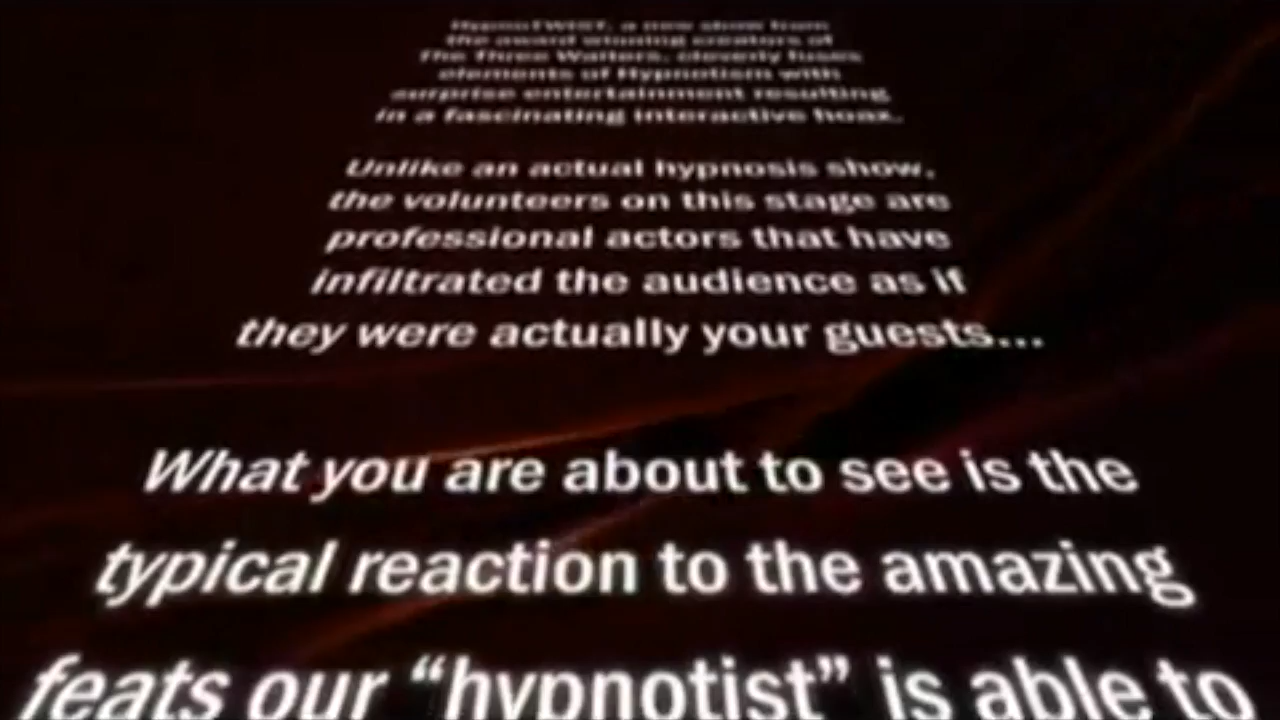 HypnoTWIST, a new show from
the award winning creators of
The Three Waiters, cleverly fuses
elements of Hypnotism with
surprise entertainment resulting
in a fascinating interactive hoax.
Unlike an actual hypnosis show,
the volunteers on this stage are
professional actors that have
infiltrated the audience as if
they were actually your guests...
What you are about to see is the
typical reaction to the amazing
feats our “hypnotist” is able to